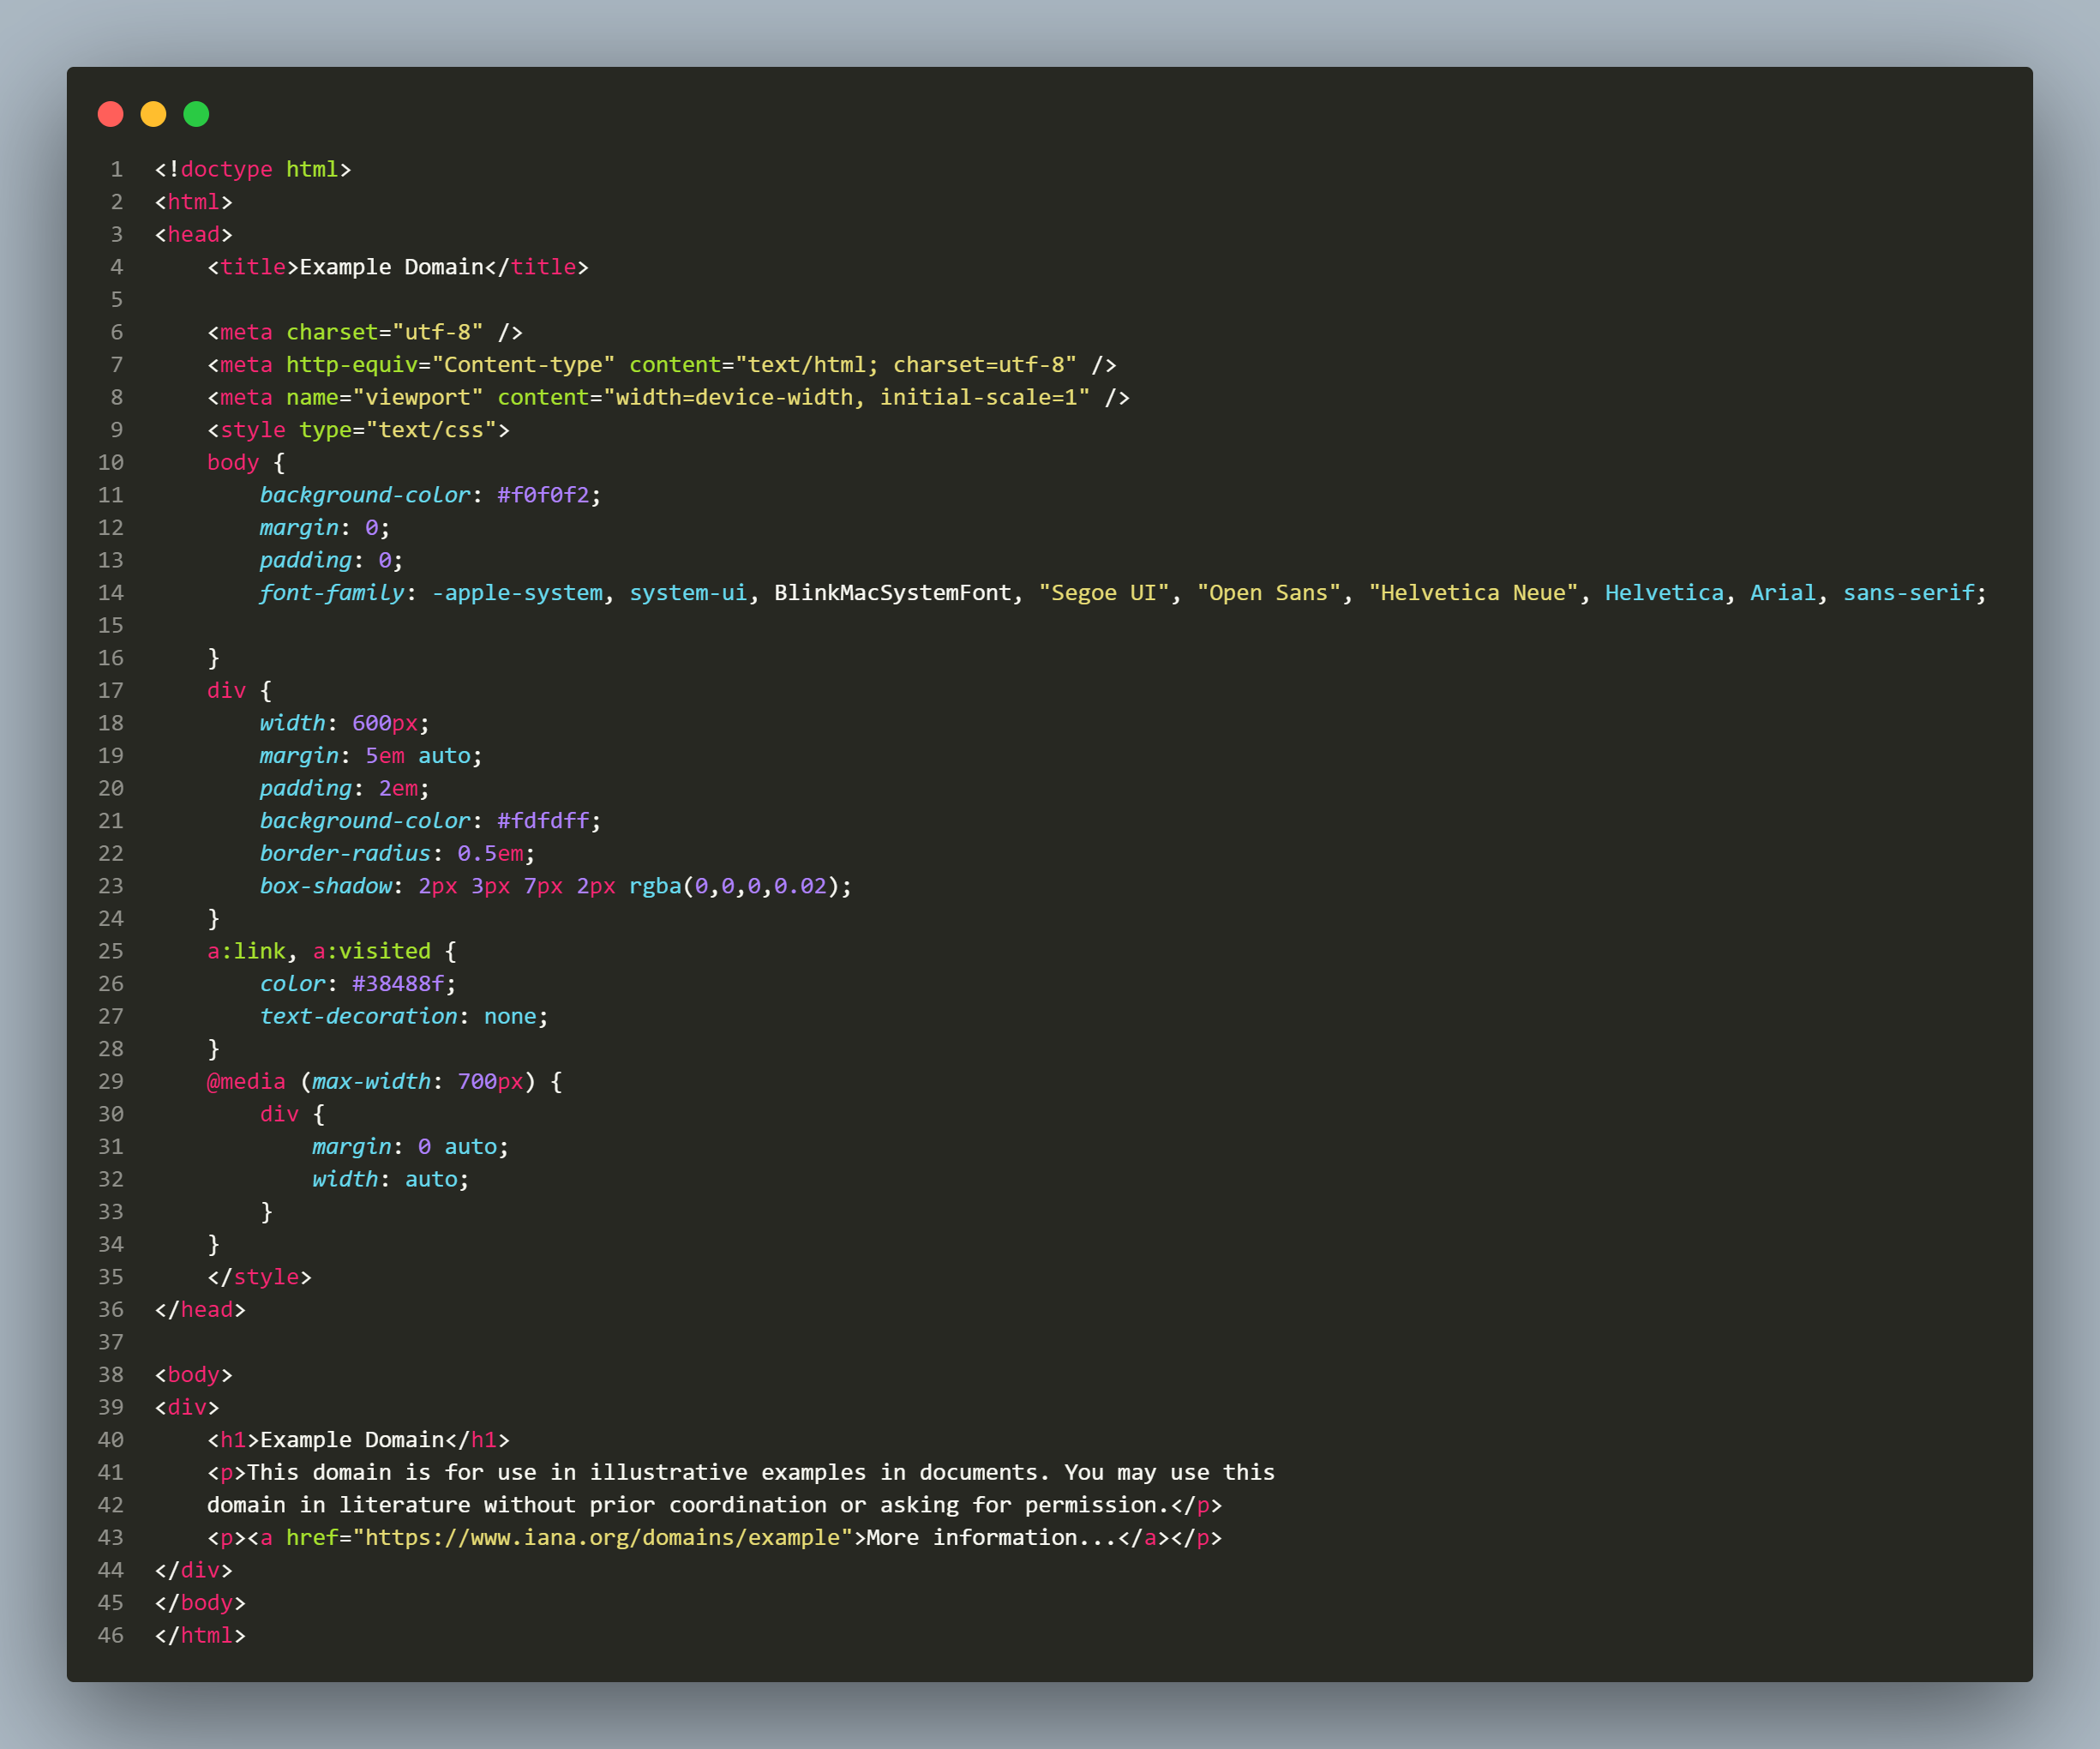 1 <!doctype html>
2 <html>
3 <head>
4     <title>Example Domain</title>
5
6     <meta charset="utf-8" />
7     <meta http-equiv="Content-type" content="text/html; charset=utf-8" />
8     <meta name="viewport" content="width=device-width, initial-scale=1" />
9     <style type="text/css">
10     body {
11         background-color: #f0f0f2;
12         margin: 0;
13         padding: 0;
14         font-family: -apple-system, system-ui, BlinkMacSystemFont, "Segoe UI", "Open Sans", "Helvetica Neue", Helvetica, Arial, sans-serif;
15
16     }
17     div {
18         width: 600px;
19         margin: 5em auto;
20         padding: 2em;
21         background-color: #fdfdff;
22         border-radius: 0.5em;
23         box-shadow: 2px 3px 7px 2px rgba(0,0,0,0.02);
24     }
25     a:link, a:visited {
26         color: #38488f;
27         text-decoration: none;
28     }
29     @media (max-width: 700px) {
30         div {
31             margin: 0 auto;
32             width: auto;
33         }
34     }
35     </style>
36 </head>
37
38 <body>
39 <div>
40     <h1>Example Domain</h1>
41     <p>This domain is for use in illustrative examples in documents. You may use this
42     domain in literature without prior coordination or asking for permission.</p>
43     <p><a href="https://www.iana.org/domains/example">More information...</a></p>
44 </div>
45 </body>
46 </html>